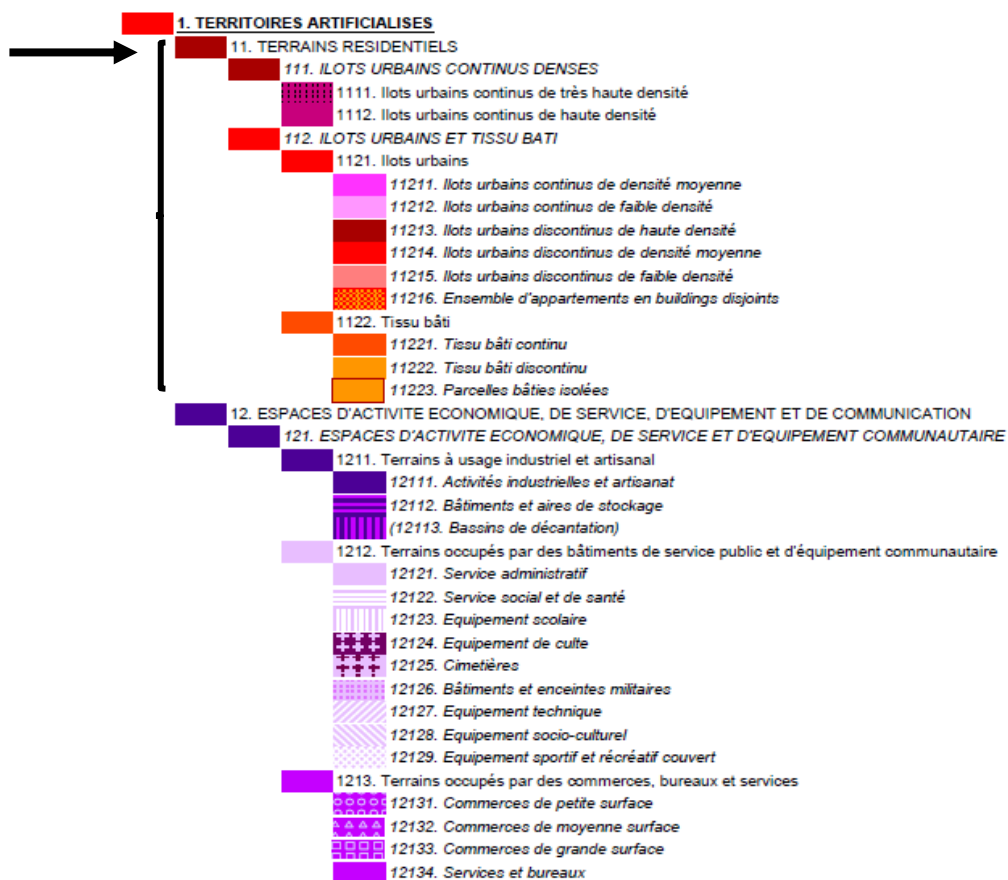 1. TERRITOIRES ARTIFICIALISES
11. TERRAINS RESIDENTIELS
111. ILOTS URBAINS CONTINUS DENSES
1111. Ilots urbains continus de très haute densité
1112. Ilots urbains continus de haute densité
112. ILOTS URBAINS ET TISSU BATI
1121. Ilots urbains
11211. Ilots urbains continus de densité moyenne
11212. Ilots urbains continus de faible densité
11213. Ilots urbains discontinus de haute densité
11214. Ilots urbains discontinus de densité moyenne
11215. Ilots urbains discontinus de faible densité
11216. Ensemble d'appartements en buildings disjoints
1122. Tissu bâti
11221. Tissu bâti continu
11222. Tissu bâti discontinu
11223. Parcelles bâties isolées
12. ESPACES D'ACTIVITE ECONOMIQUE, DE SERVICE, D'EQUIPEMENT ET DE COMMUNICATION
121. ESPACES D'ACTIVITE ECONOMIQUE, DE SERVICE ET D'EQUIPEMENT COMMUNAUTAIRE
1211. Terrains à usage industriel et artisanal
12111. Activités industrielles et artisanat
12112. Bâtiments et aires de stockage
(12113. Bassins de décantation)
1212. Terrains occupés par des bâtiments de service public et d'équipement communautaire
12121. Service administratif
12122. Service social et de santé
12123. Equipement scolaire
12124. Equipement de culte
12125. Cimetières
12126. Bâtiments et enceintes militaires
12127. Equipement technique
12128. Equipement socio-culturel
12129. Equipement sportif et récréatif couvert
1213. Terrains occupés par des commerces, bureaux et services
12131. Commerces de petite surface
12132. Commerces de moyenne surface
12133. Commerces de grande surface
12134. Services et bureaux